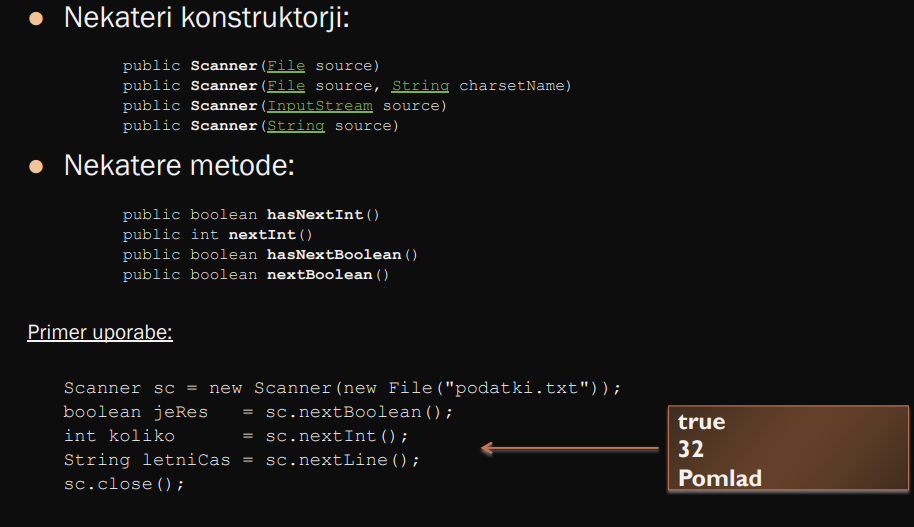 ● Nekateri konstruktorji:
public Scanner(File source)
public Scanner(File source, String charsetName)
public Scanner(InputStream source)
public Scanner(String source)
● Nekatere metode:
public boolean hasNextInt()
public int nextInt()
public boolean hasNextBoolean()
public boolean nextBoolean()
Primer uporabe:
Scanner sc = new Scanner(new File("podatki.txt"));
boolean jeRes   = sc.nextBoolean();
int koliko      = sc.nextInt();
String letniCas = sc.nextLine();
sc.close();
true
32
Pomlad